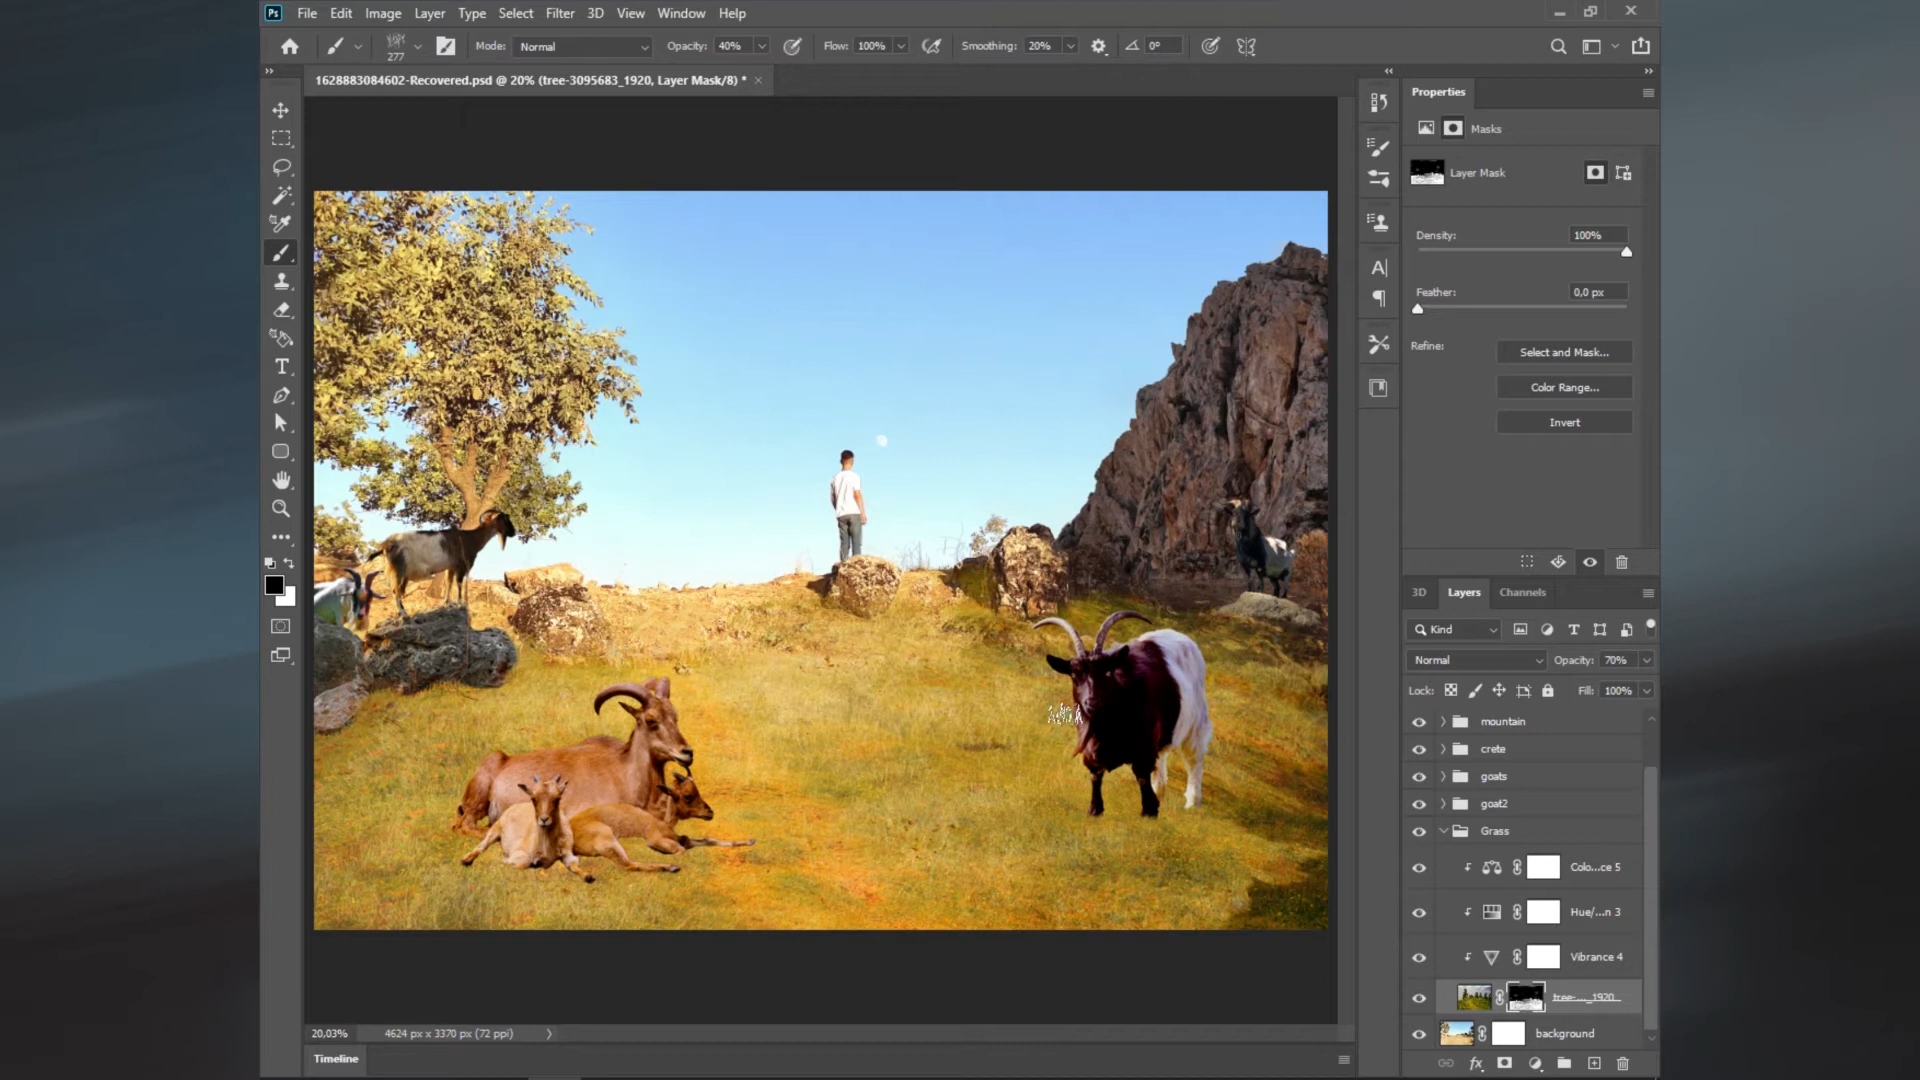 Ps File Edit Image Layer Type Select Filter 3D View Window Help
277 Mode: Normal Opacity: 40% Flow: 100% Smoothing: 20% 0°
1628883084602-Recovered.psd @ 20% (tree-3095683_1920, Layer Mask/8) *
Properties
Masks
Layer Mask
Density: 100%
Feather: 0,0 px
Refine: Select and Mask...
Color Range...
Invert
3D Layers Channels
Kind
Normal Opacity: 70%
Lock: Fill: 100%
mountain
crete
goats
goat2
Grass
Colo...ce 5
Hue/...n 3
Vibrance 4
tree-..._1920
background
20,03% 4624 px x 3370 px (72 ppi)
Timeline